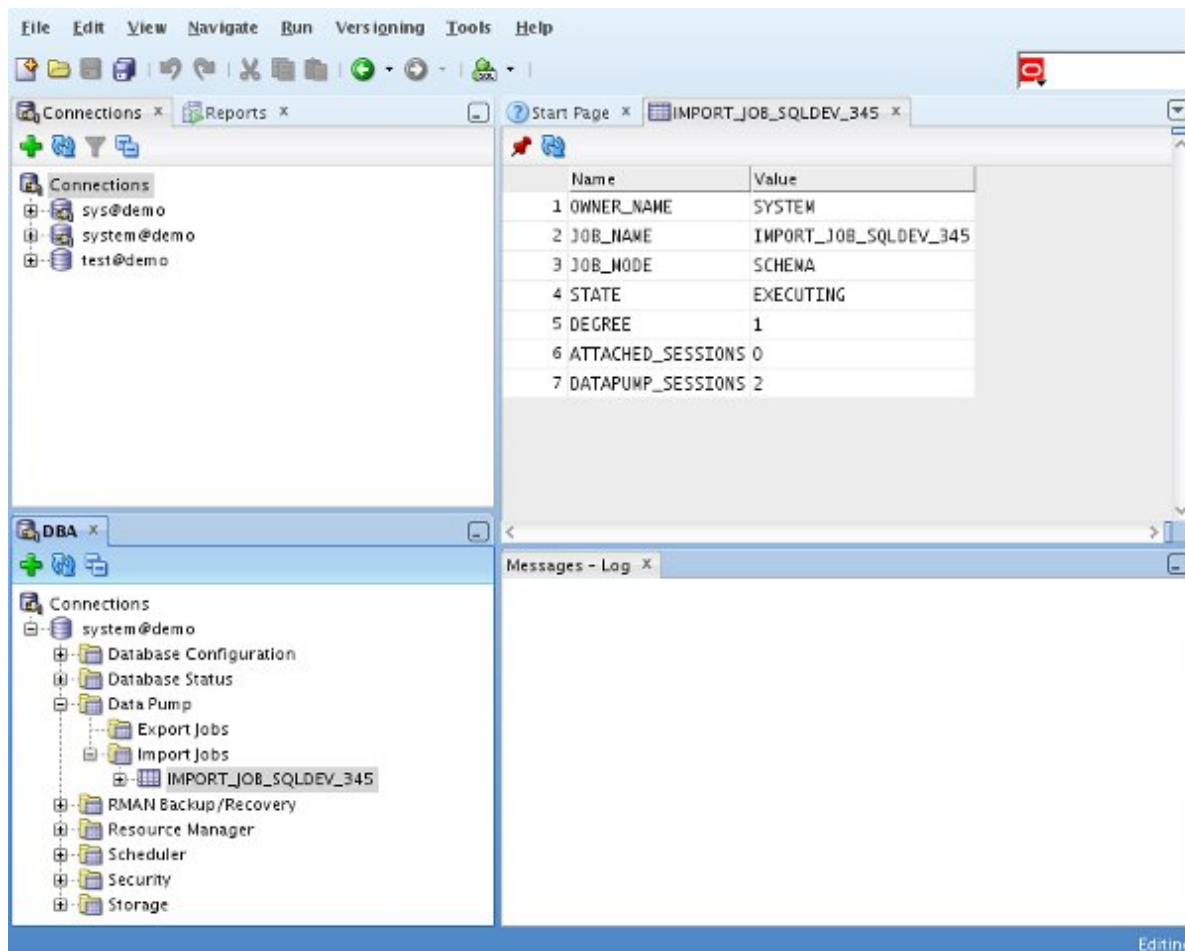 File Edit View Navigate Run Versioning Tools Help
Connections Reports
Connections
sys@demo
system@demo
test@demo
Start Page IMPORT_JOB_SQLDEV_345
Name Value
1 OWNER_NAME SYSTEM
2 JOB_NAME IMPORT_JOB_SQLDEV_345
3 JOB_MODE SCHEMA
4 STATE EXECUTING
5 DEGREE 1
6 ATTACHED_SESSIONS 0
7 DATAPUMP_SESSIONS 2
DBA
Connections
system@demo
Database Configuration
Database Status
Data Pump
Export Jobs
Import Jobs
IMPORT_JOB_SQLDEV_345
RMAN Backup/Recovery
Resource Manager
Scheduler
Security
Storage
Messages - Log
Editing